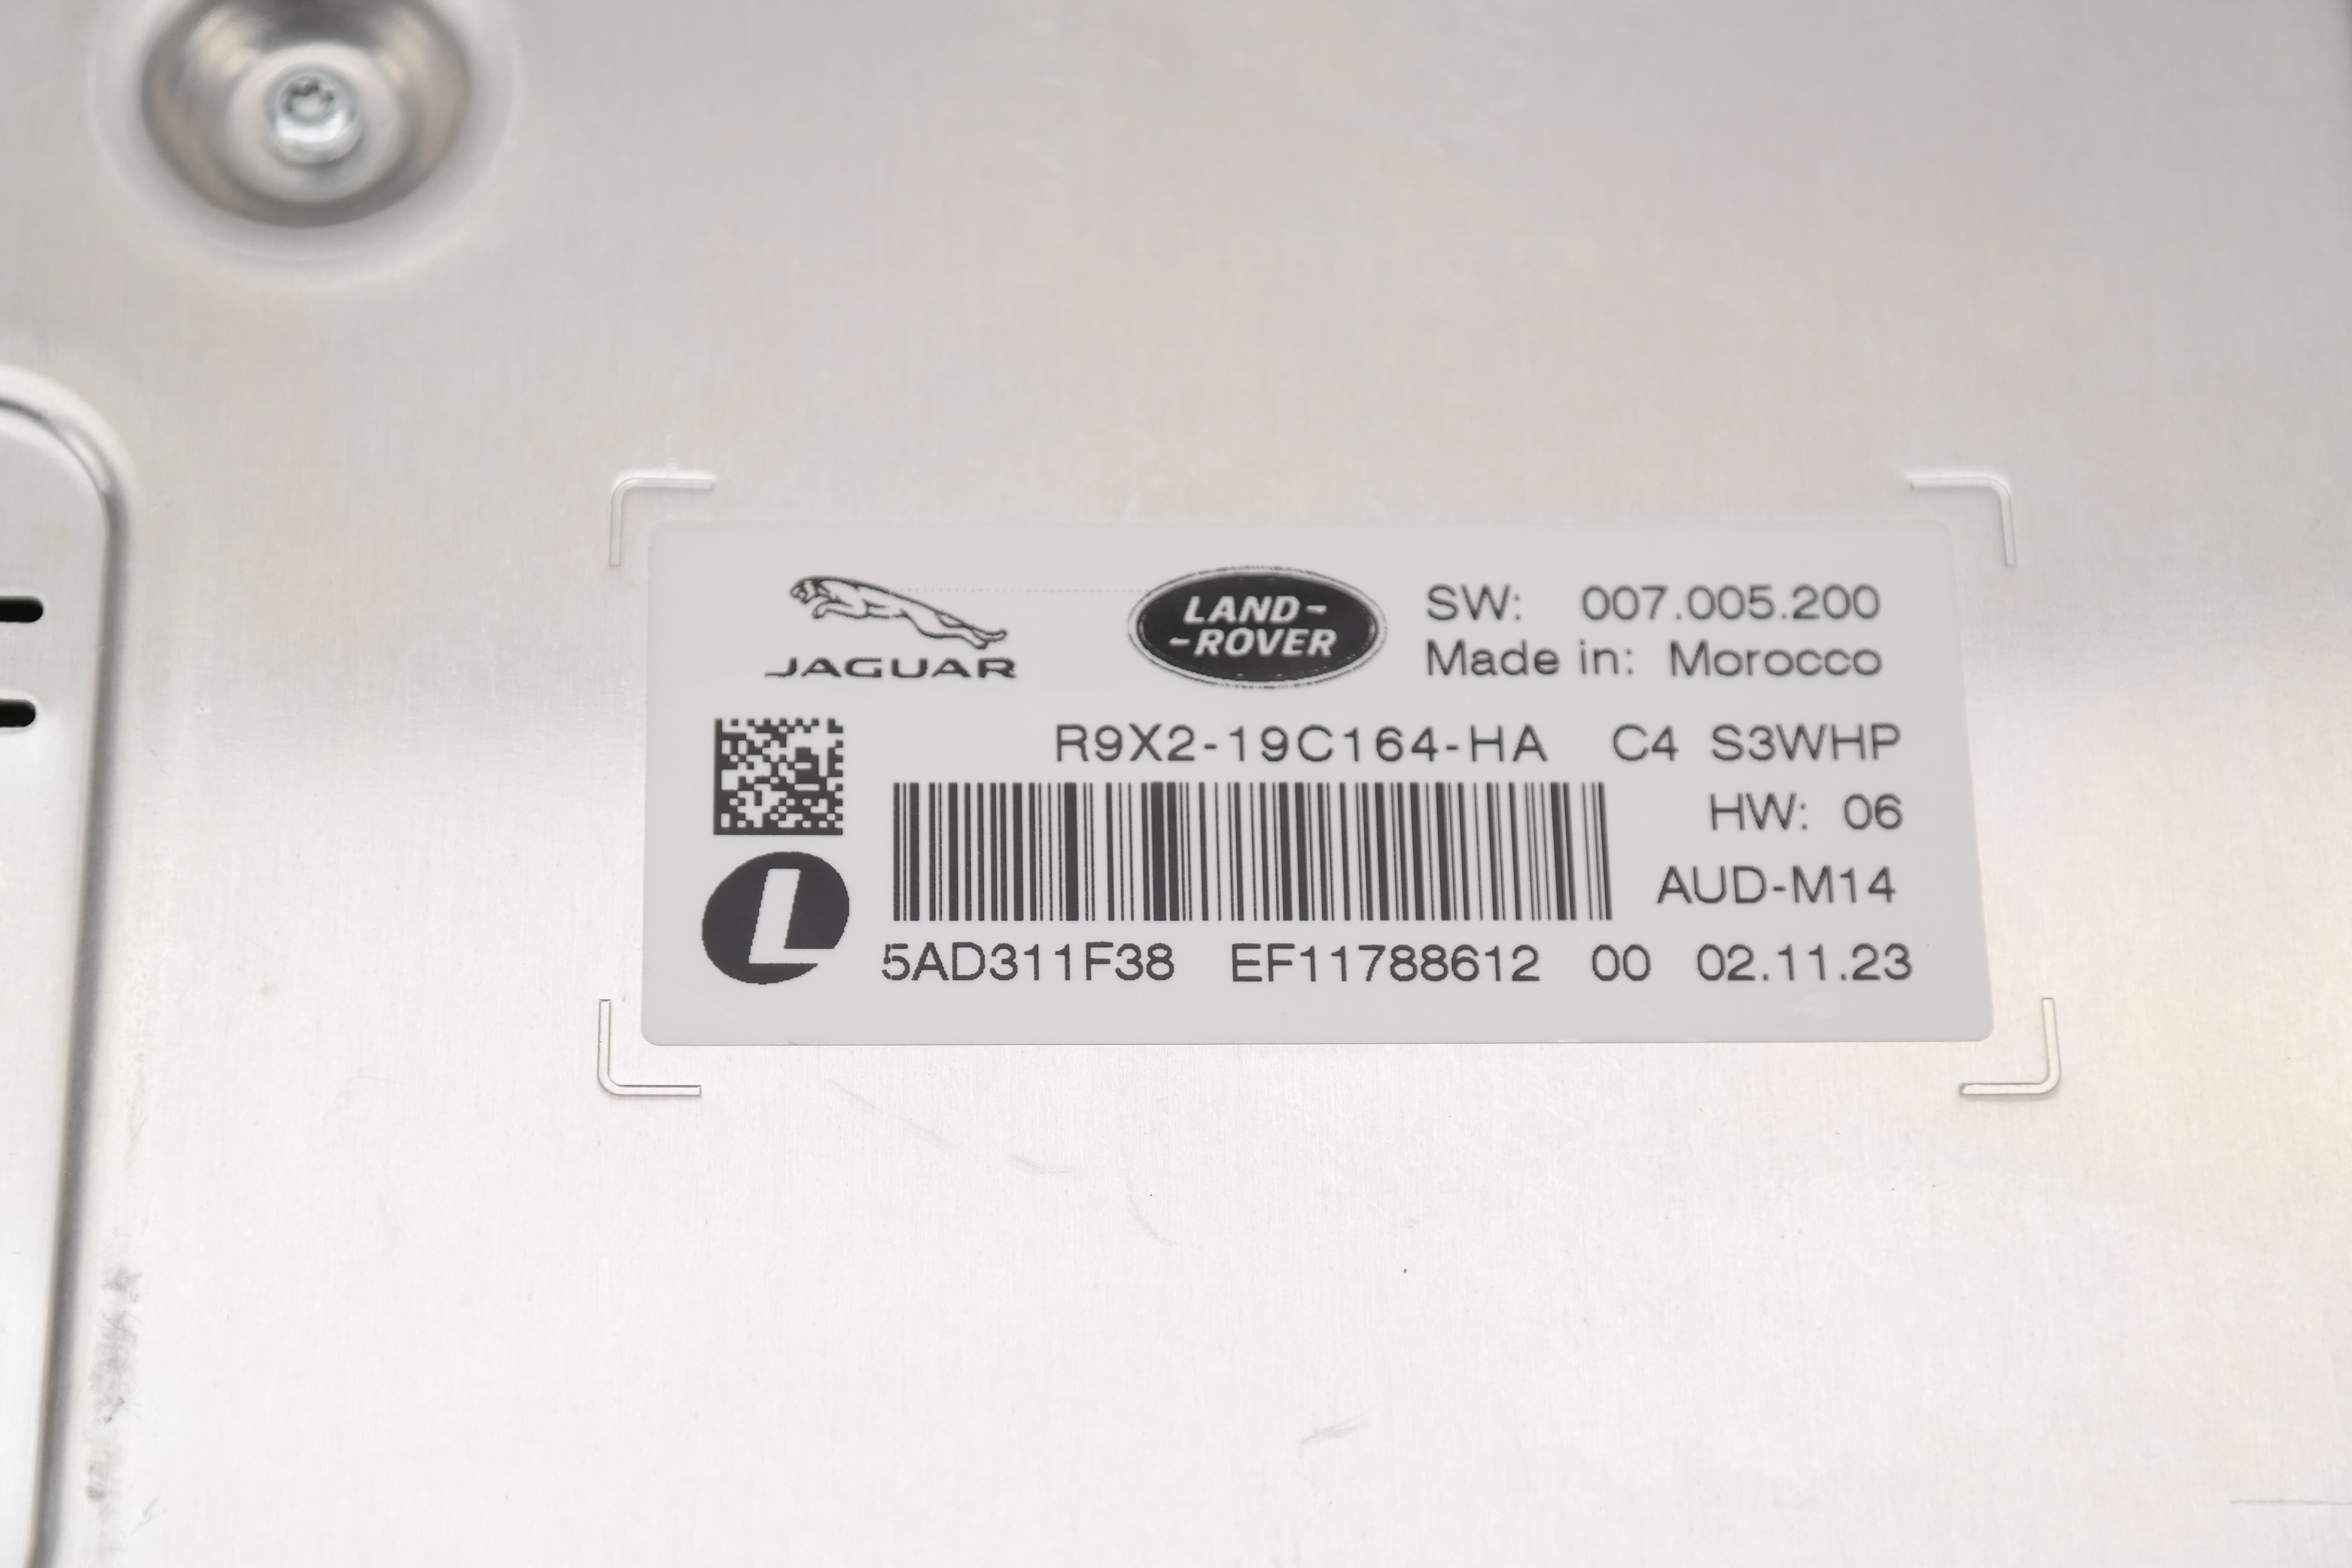 JAGUAR
LAND-
-ROVER
SW: 007.005.200
Made in: Morocco
R9X2-19C164-HA C4 S3WHP
HW: 06
AUD-M14
L
5AD311F38 EF11788612 00 02.11.23